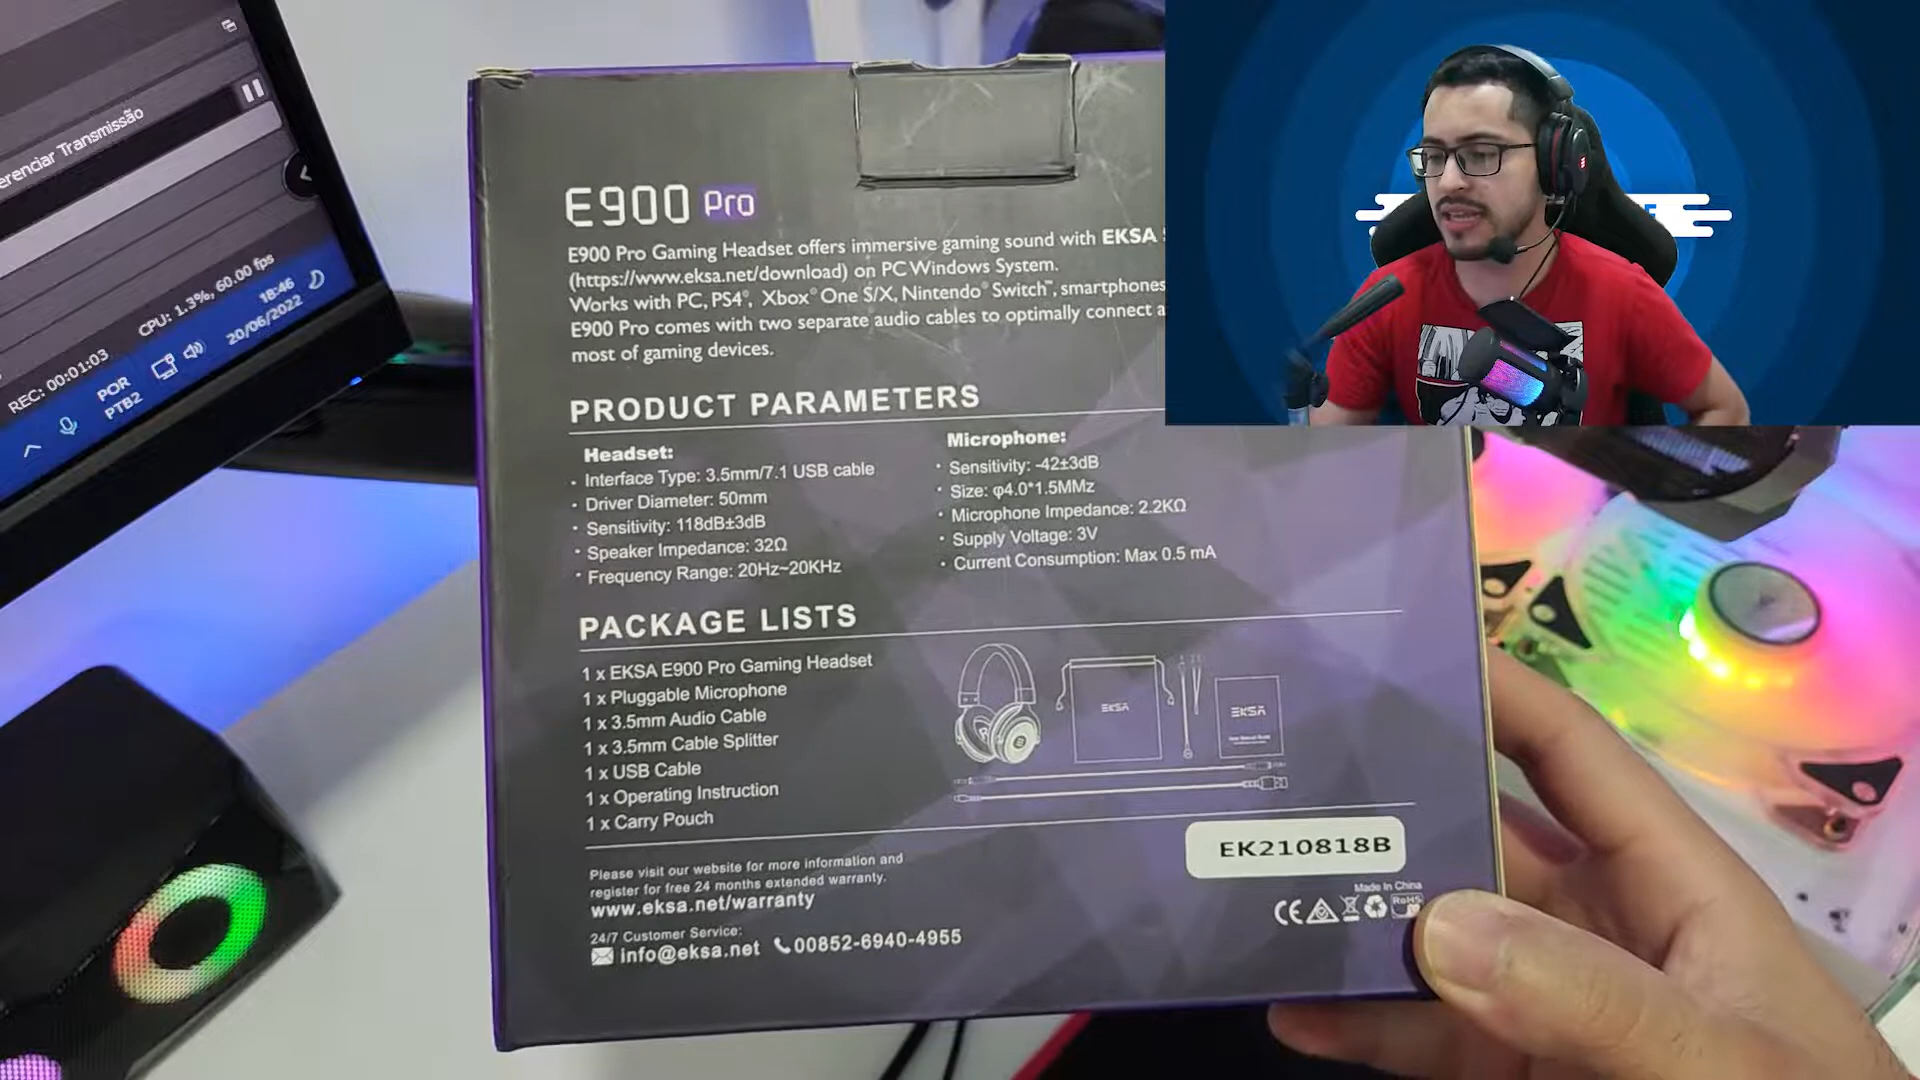 erenciar Transmissão
REC: 00:01:03
CPU: 1.3%, 60.00 fps
POR
PTB2
18:46
20/06/2022
E900 Pro
E900 Pro Gaming Headset offers immersive gaming sound with EKSA
(https://www.eksa.net/download) on PC Windows System.
Works with PC, PS4®, Xbox® One S/X, Nintendo® Switch™, smartphones
E900 Pro comes with two separate audio cables to optimally connect a
most of gaming devices.
PRODUCT PARAMETERS
Headset:
· Interface Type: 3.5mm/7.1 USB cable
· Driver Diameter: 50mm
· Sensitivity: 118dB±3dB
· Speaker Impedance: 32Ω
· Frequency Range: 20Hz~20KHz
Microphone:
· Sensitivity: -42±3dB
· Size: φ4.0*1.5MMz
· Microphone Impedance: 2.2KΩ
· Supply Voltage: 3V
· Current Consumption: Max 0.5 mA
PACKAGE LISTS
1 x EKSA E900 Pro Gaming Headset
1 x Pluggable Microphone
1 x 3.5mm Audio Cable
1 x 3.5mm Cable Splitter
1 x USB Cable
1 x Operating Instruction
1 x Carry Pouch
EKSA
EKSA
Please visit our website for more information and
register for free 24 months extended warranty.
www.eksa.net/warranty
24/7 Customer Service:
info@eksa.net 00852-6940-4955
EK210818B
Made In China
CE
RoHS